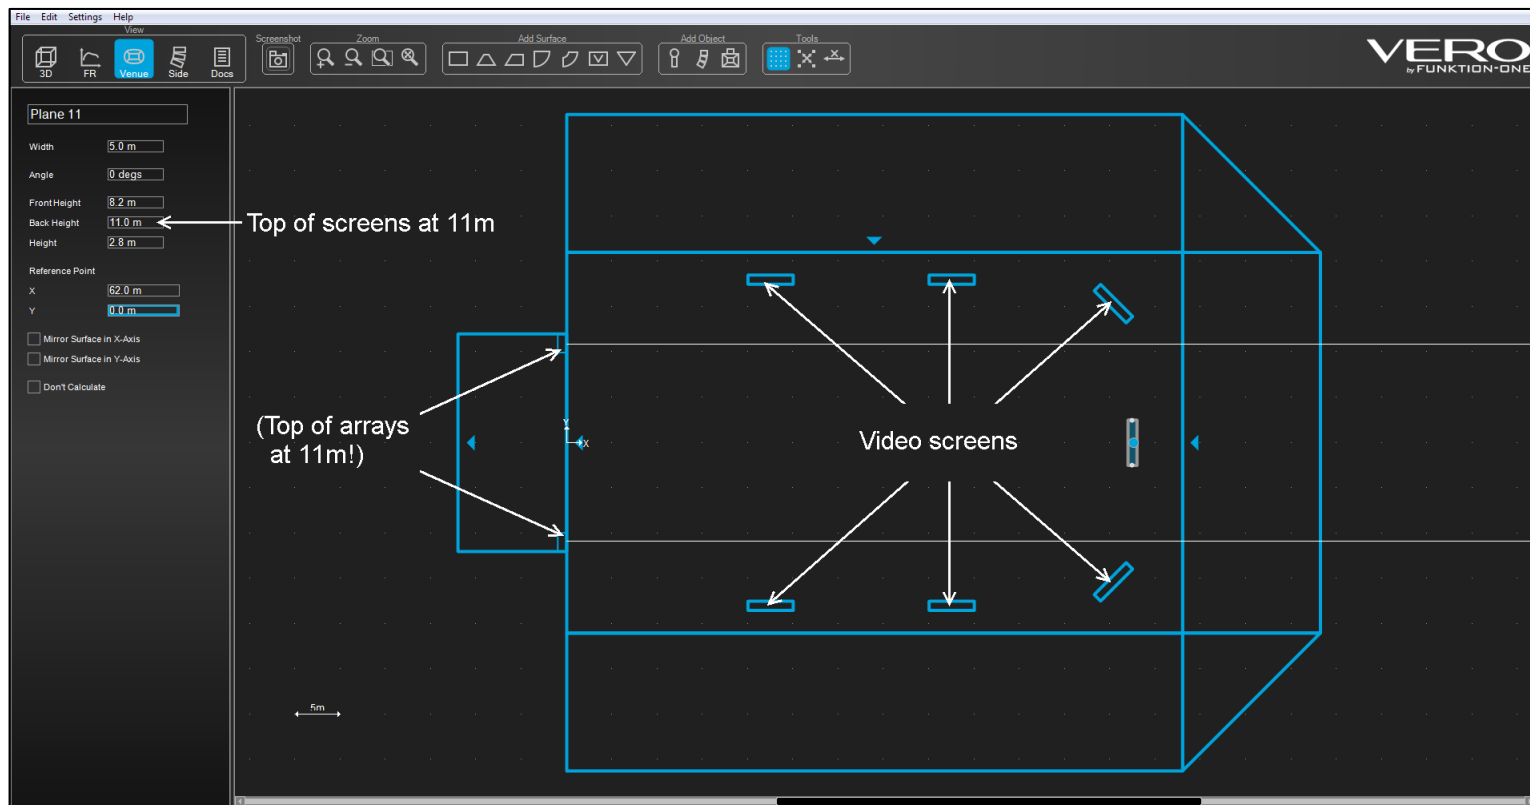 File Edit Settings Help
View
Screenshot
Zoom
Add Surface
Add Object
Tools
3D
FR
Venue
Side
Docs
VERO
by FUNKTION-ONE
Plane 11
Width 5.0 m
Angle 0 degs
Front Height 8.2 m
Back Height 11.0 m
Height 2.8 m
Reference Point
X 62.0 m
Y 0.0 m
Mirror Surface in X-Axis
Mirror Surface in Y-Axis
Don't Calculate
Top of screens at 11m
(Top of arrays
at 11m!)
Y
X
Video screens
5m